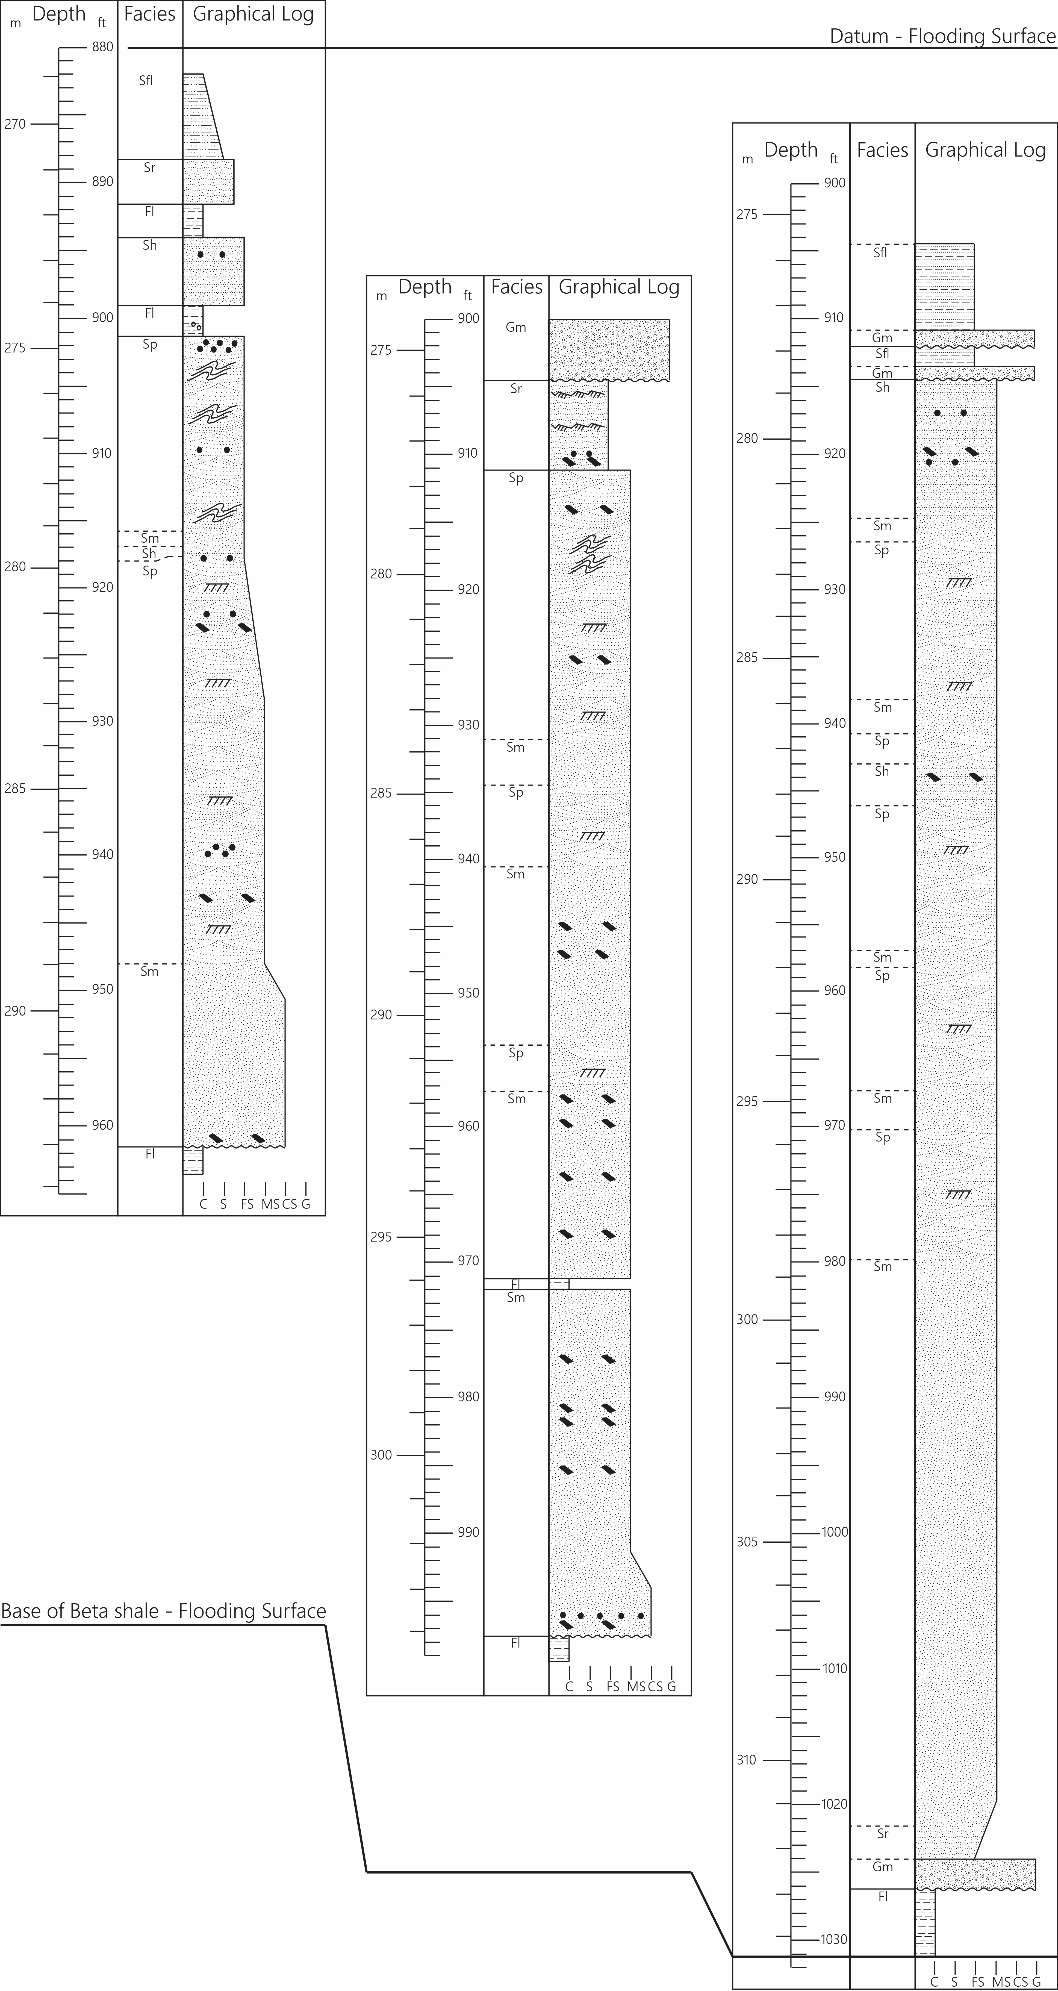 m Depth ft Facies Graphical Log
880
Datum - Flooding Surface
Sfl
270
Sr
890
Fl
Sh
Fl
900
Sp
275
910
Sm
Sh
280
Sp
920
930
285
940
Sm
950
290
960
Fl
C S FS MS CS G
m Depth ft Facies Graphical Log
900
Gm
275
Sr
910
Sp
280
920
930
Sm
Sp
285
940
Sm
950
290
Sp
Sm
960
295
970
Fl
Sm
980
300
990
Fl
C S FS MS CS G
m Depth ft Facies Graphical Log
900
275
Sfl
910
Gm
Sfl
Gm
Sh
280
920
Sm
Sp
930
285
Sm
940
Sp
Sh
Sp
950
290
Sm
Sp
960
295
Sm
970
Sp
980
Sm
300
990
1000
305
1010
310
1020
Sr
Gm
Fl
1030
C S FS MS CS G
Base of Beta shale - Flooding Surface